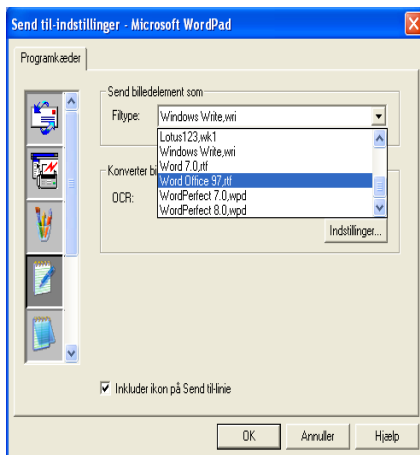 Send til-indstillinger - Microsoft WordPad
Programkæder
Send billedelement som
Filtype:
Windows Write,wri
Lotus123,wk1
Windows Write,wri
Word 7.0,rtf
Word Office 97,rtf
WordPerfect 7.0,wpd
WordPerfect 8.0,wpd
Konverter bi
OCR:
Indstillinger...
Inkluder ikon på Send til-linie
OK
Annuller
Hjælp